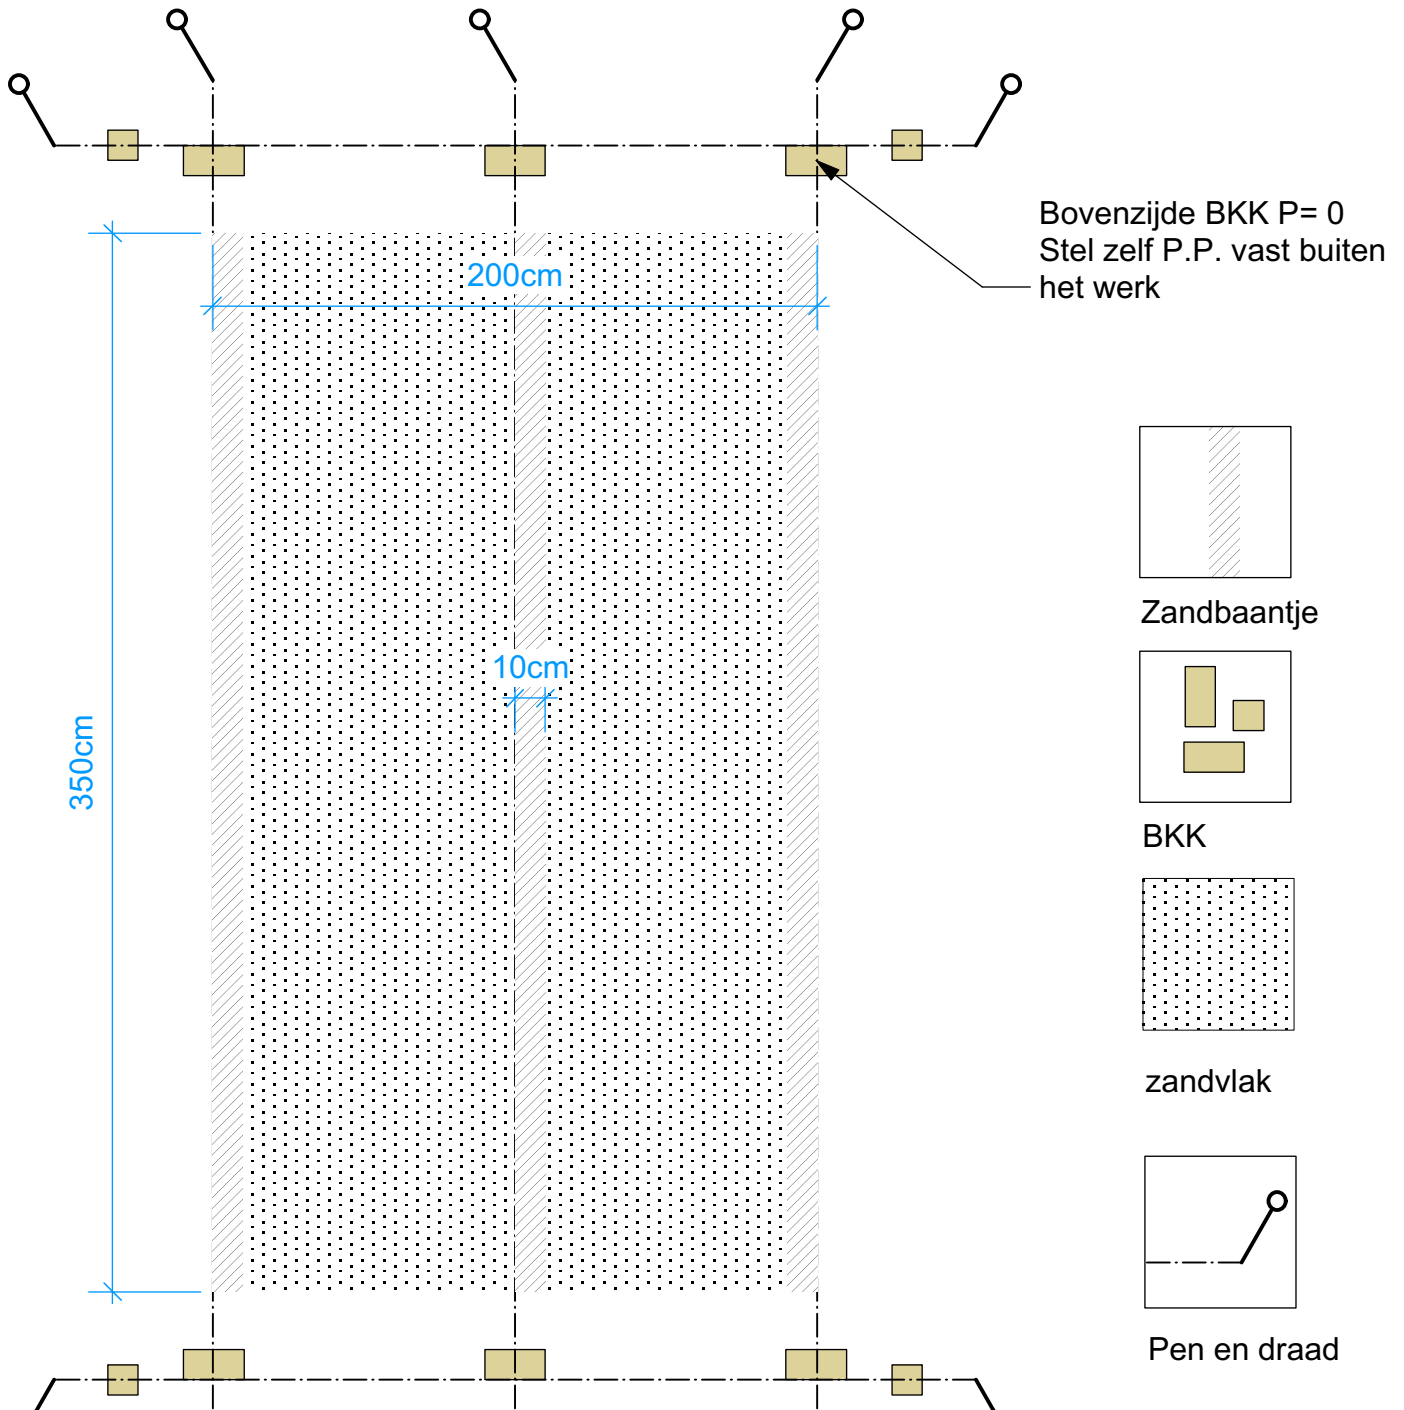 Bovenzijde BKK P= 0
Stel zelf P.P. vast buiten
het werk
200cm
10cm
350cm
Zandbaantje
BKK
zandvlak
Pen en draad